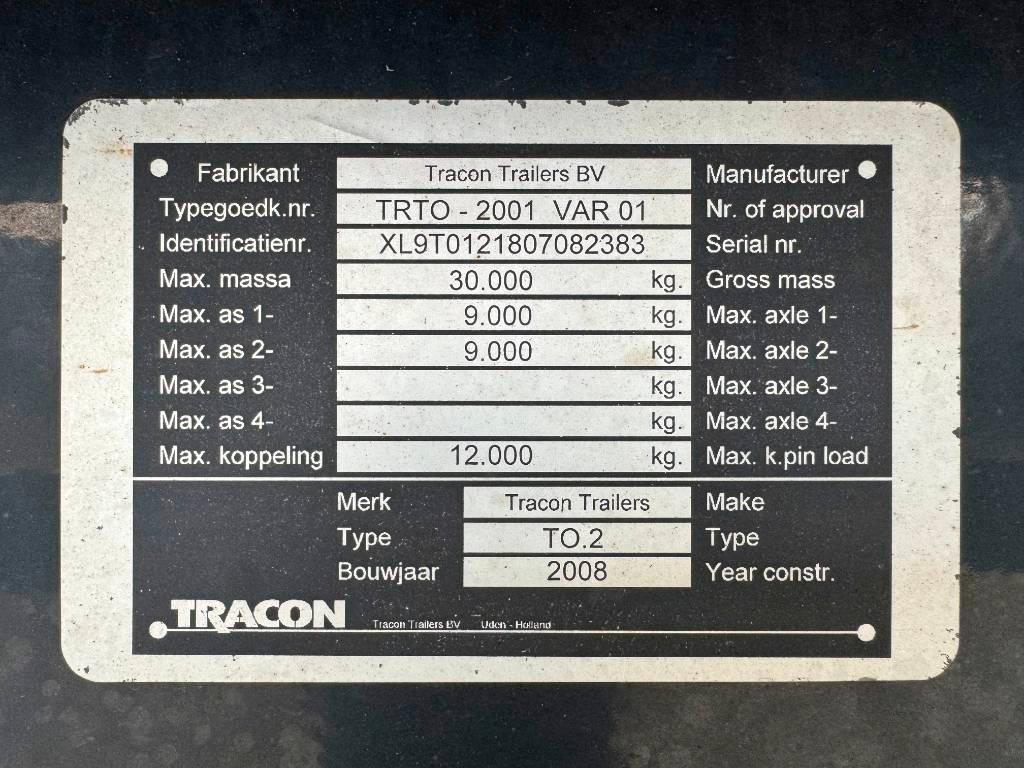 Fabrikant Tracon Trailers BV Manufacturer
Typegoedk.nr. TRTO - 2001 VAR 01 Nr. of approval
Identificatienr. XL9T0121807082383 Serial nr.
Max. massa 30.000 kg. Gross mass
Max. as 1- 9.000 kg. Max. axle 1-
Max. as 2- 9.000 kg. Max. axle 2-
Max. as 3- kg. Max. axle 3-
Max. as 4- kg. Max. axle 4-
Max. koppeling 12.000 kg. Max. k.pin load
Merk Tracon Trailers Make
Type TO.2 Type
Bouwjaar 2008 Year constr.
TRACON Tracon Trailers BV Uden - Holland